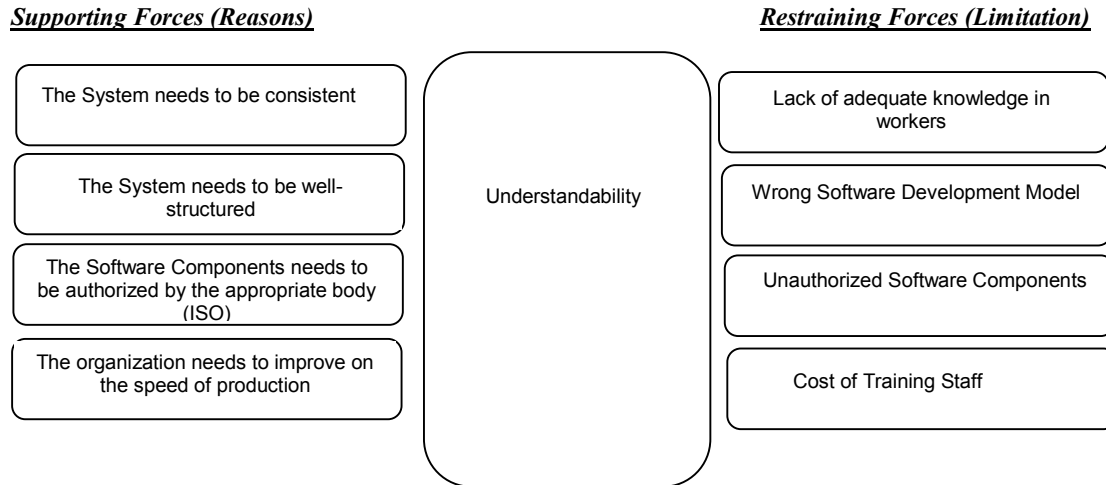 Supporting Forces (Reasons)
Restraining Forces (Limitation)
The System needs to be consistent
The System needs to be well-
structured
The Software Components needs to
be authorized by the appropriate body
(ISO)
The organization needs to improve on
the speed of production
Understandability
Lack of adequate knowledge in
workers
Wrong Software Development Model
Unauthorized Software Components
Cost of Training Staff